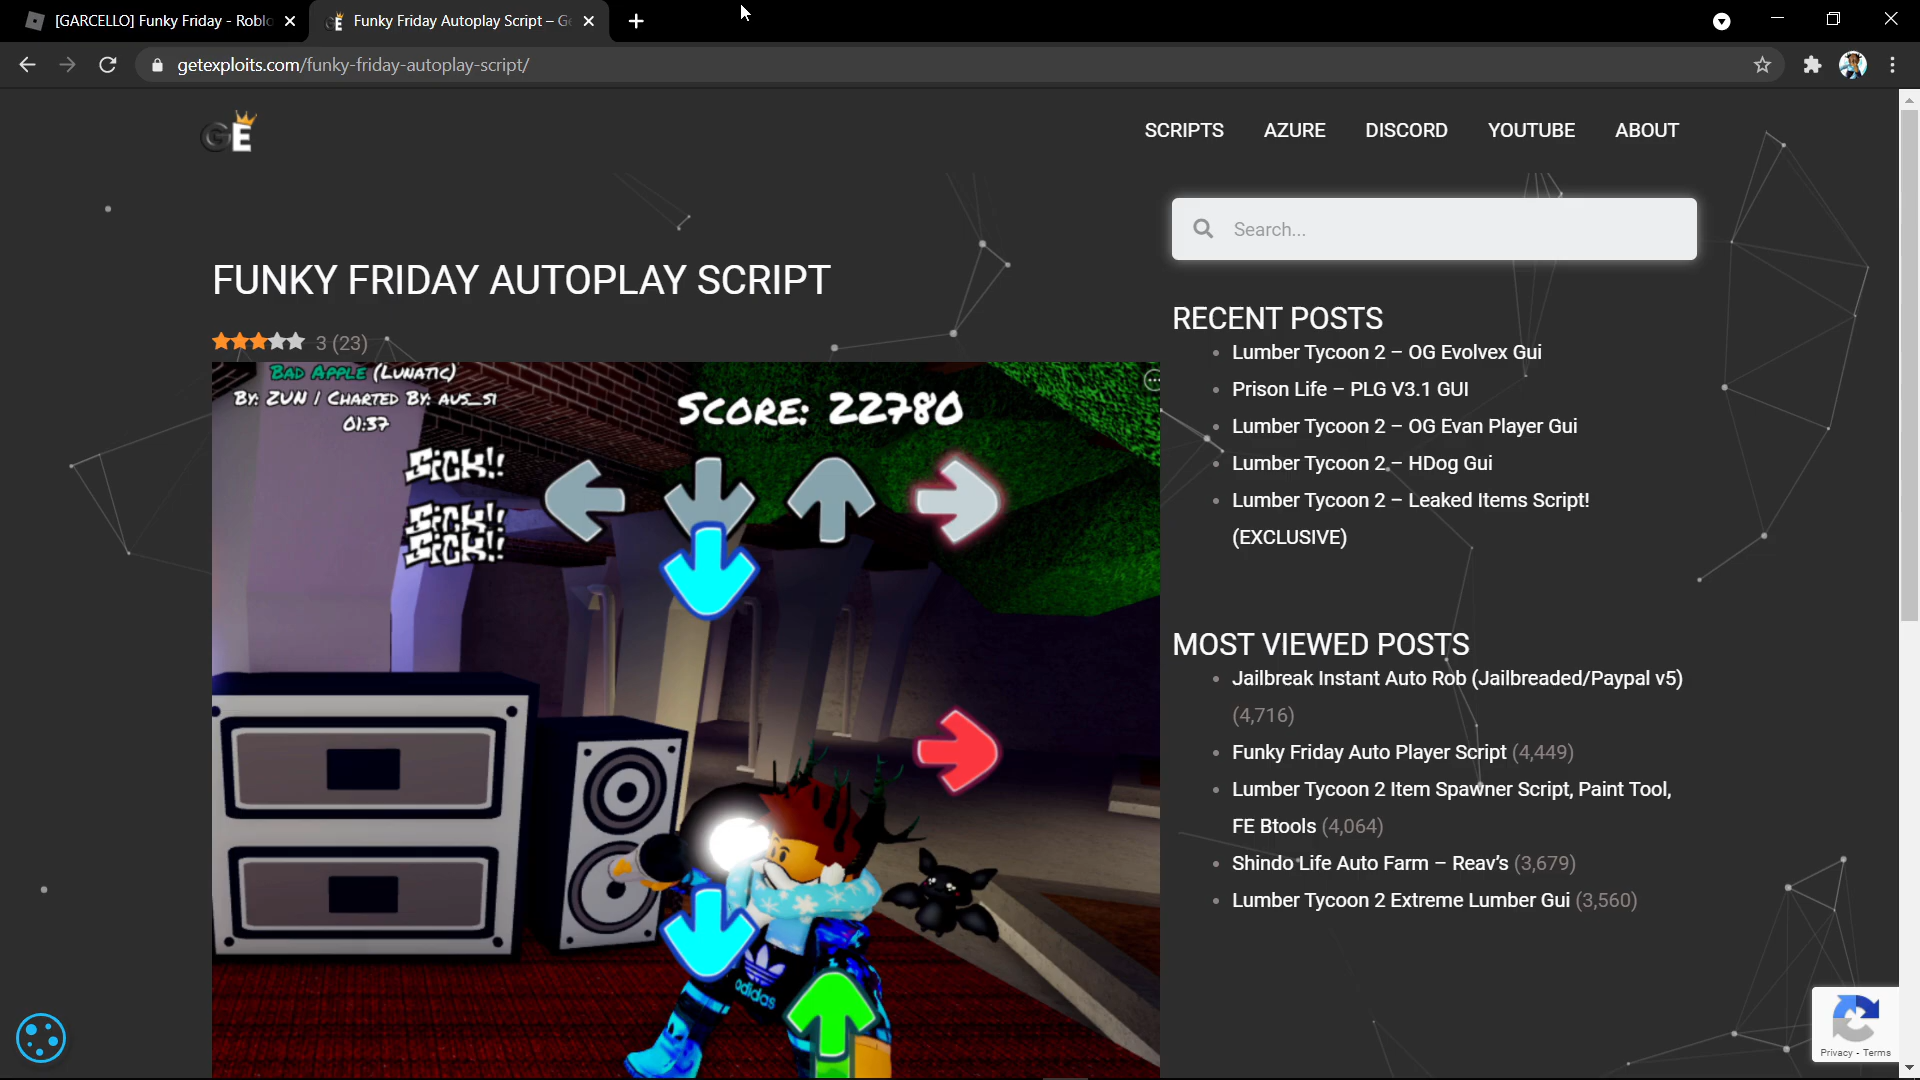 [GARCELLO] Funky Friday - Roblo
Funky Friday Autoplay Script – Ge
getexploits.com/funky-friday-autoplay-script/
GE
SCRIPTS
AZURE
DISCORD
YOUTUBE
ABOUT
Search...
FUNKY FRIDAY AUTOPLAY SCRIPT
3 (23)
BAD APPLE (LUNATIC)
BY: ZUN / CHARTED BY: AUS_SI
01:37
SCORE: 22780
SICK!!
SICK!!
SICK!!
adidas
RECENT POSTS
Lumber Tycoon 2 – OG Evolvex Gui
Prison Life – PLG V3.1 GUI
Lumber Tycoon 2 – OG Evan Player Gui
Lumber Tycoon 2 – HDog Gui
Lumber Tycoon 2 – Leaked Items Script!
(EXCLUSIVE)
MOST VIEWED POSTS
Jailbreak Instant Auto Rob (Jailbreaded/Paypal v5)
(4,716)
Funky Friday Auto Player Script (4,449)
Lumber Tycoon 2 Item Spawner Script, Paint Tool,
FE Btools (4,064)
Shindo Life Auto Farm – Reav's (3,679)
Lumber Tycoon 2 Extreme Lumber Gui (3,560)
Privacy - Terms